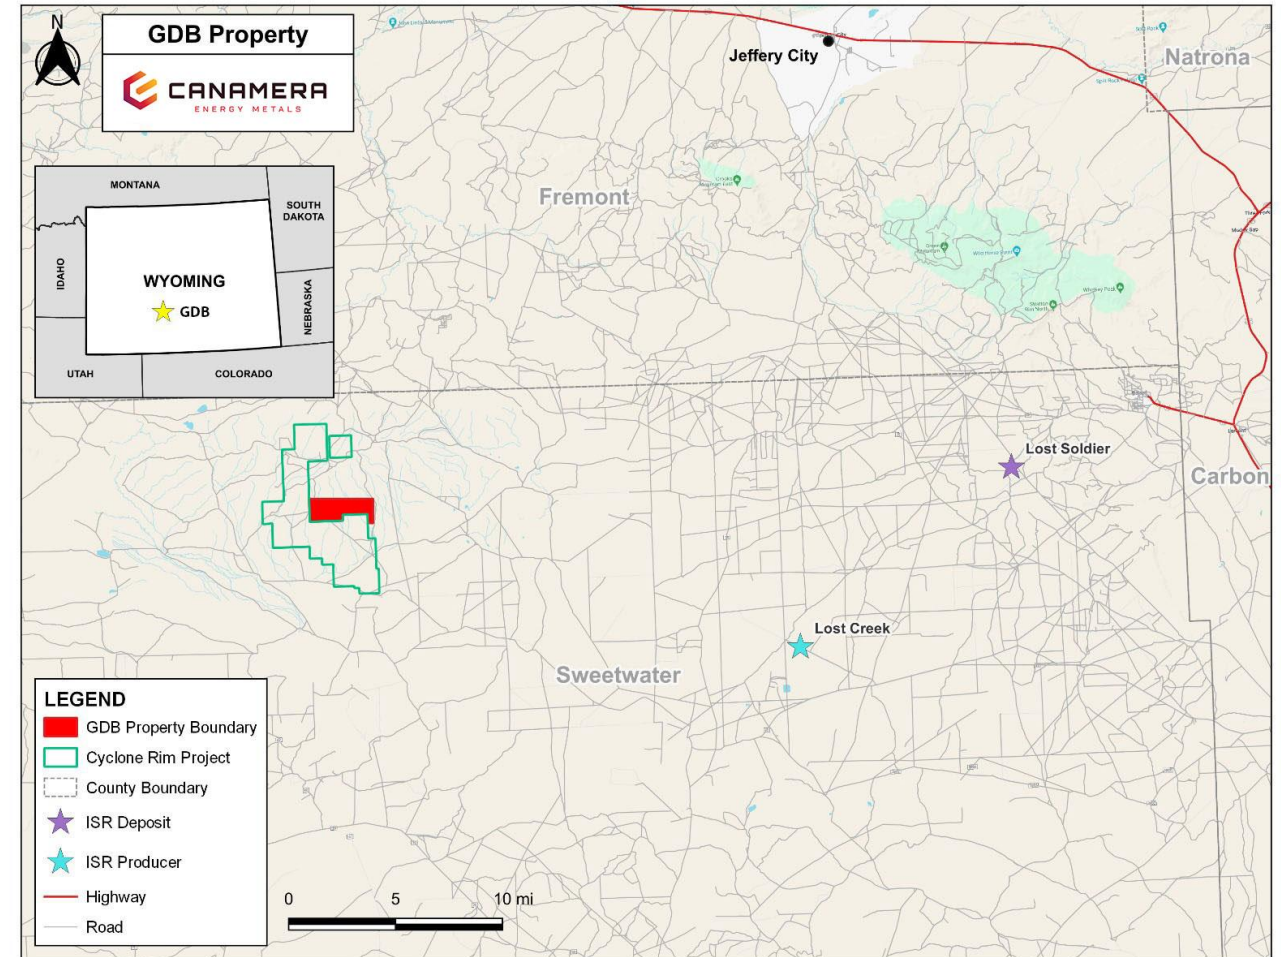 N
GDB Property
CANAMERA
ENERGY METALS
MONTANA
SOUTH
DAKOTA
IDAHO
WYOMING
GDB
NEBRASKA
UTAH
COLORADO
Jeffery City
Natrona
Fremont
Lost Soldier
Carbon
Lost Creek
Sweetwater
LEGEND
GDB Property Boundary
Cyclone Rim Project
County Boundary
ISR Deposit
ISR Producer
Highway
Road
0 5 10 mi